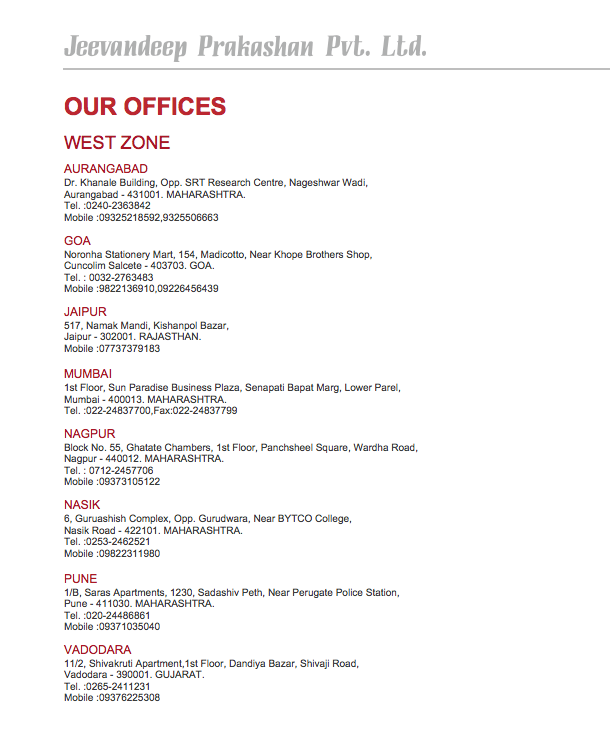 Jeevandeep Prakashan Pvt. Ltd.
OUR OFFICES
WEST ZONE
AURANGABAD
Dr. Khanale Building, Opp. SRT Research Centre, Nageshwar Wadi,
Aurangabad - 431001. MAHARASHTRA.
Tel. :0240-2363842
Mobile :09325218592,9325506663
GOA
Noronha Stationery Mart, 154, Madicotto, Near Khope Brothers Shop,
Cuncolim Salcete - 403703. GOA.
Tel. : 0032-2763483
Mobile :9822136910,09226456439
JAIPUR
517, Namak Mandi, Kishanpol Bazar,
Jaipur - 302001. RAJASTHAN.
Mobile :07737379183
MUMBAI
1st Floor, Sun Paradise Business Plaza, Senapati Bapat Marg, Lower Parel,
Mumbai - 400013. MAHARASHTRA.
Tel. :022-24837700,Fax:022-24837799
NAGPUR
Block No. 55, Ghatate Chambers, 1st Floor, Panchsheel Square, Wardha Road,
Nagpur - 440012. MAHARASHTRA.
Tel. : 0712-2457706
Mobile :09373105122
NASIK
6, Guruashish Complex, Opp. Gurudwara, Near BYTCO College,
Nasik Road - 422101. MAHARASHTRA.
Tel. :0253-2462521
Mobile :09822311980
PUNE
1/B, Saras Apartments, 1230, Sadashiv Peth, Near Perugate Police Station,
Pune - 411030. MAHARASHTRA.
Tel. :020-24486861
Mobile :09371035040
VADODARA
11/2, Shivakruti Apartment,1st Floor, Dandiya Bazar, Shivaji Road,
Vadodara - 390001. GUJARAT.
Tel. :0265-2411231
Mobile :09376225308